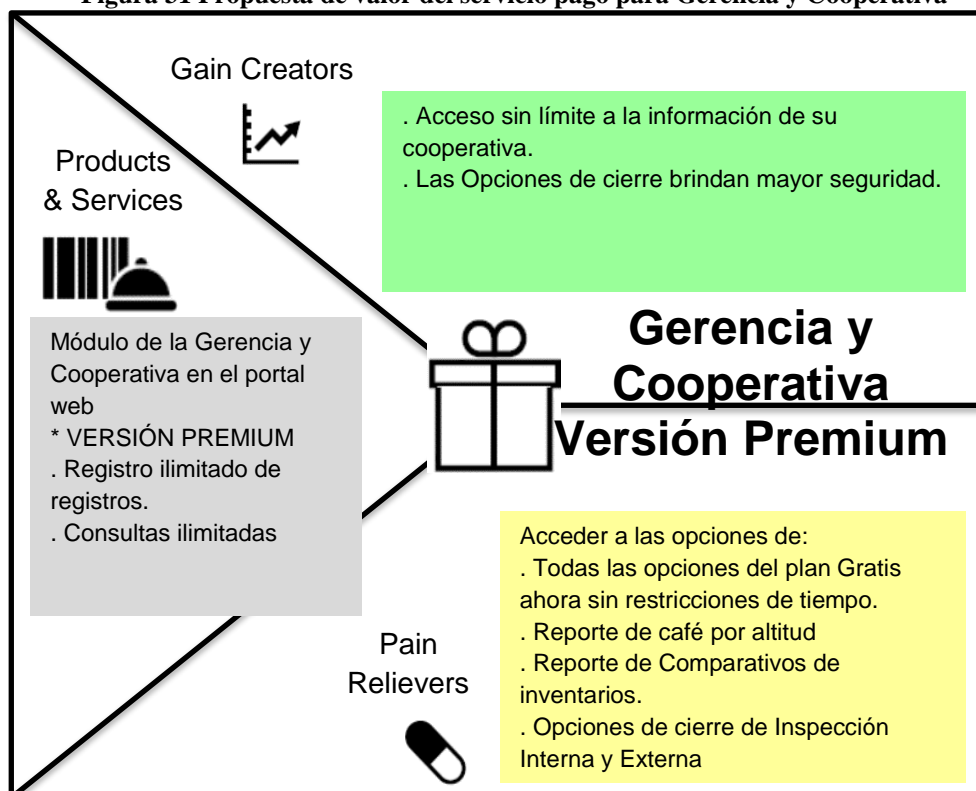 Figura 31 Propuesta de valor del servicio pago para Gerencia y Cooperativa
Gain Creators
. Acceso sin límite a la información de su
cooperativa.
. Las Opciones de cierre brindan mayor seguridad.
Products
& Services
Módulo de la Gerencia y
Cooperativa en el portal
web
* VERSIÓN PREMIUM
. Registro ilimitado de
registros.
. Consultas ilimitadas
Gerencia y
Cooperativa
Versión Premium
Pain
Relievers
Acceder a las opciones de:
. Todas las opciones del plan Gratis
ahora sin restricciones de tiempo.
. Reporte de café por altitud
. Reporte de Comparativos de
inventarios.
. Opciones de cierre de Inspección
Interna y Externa